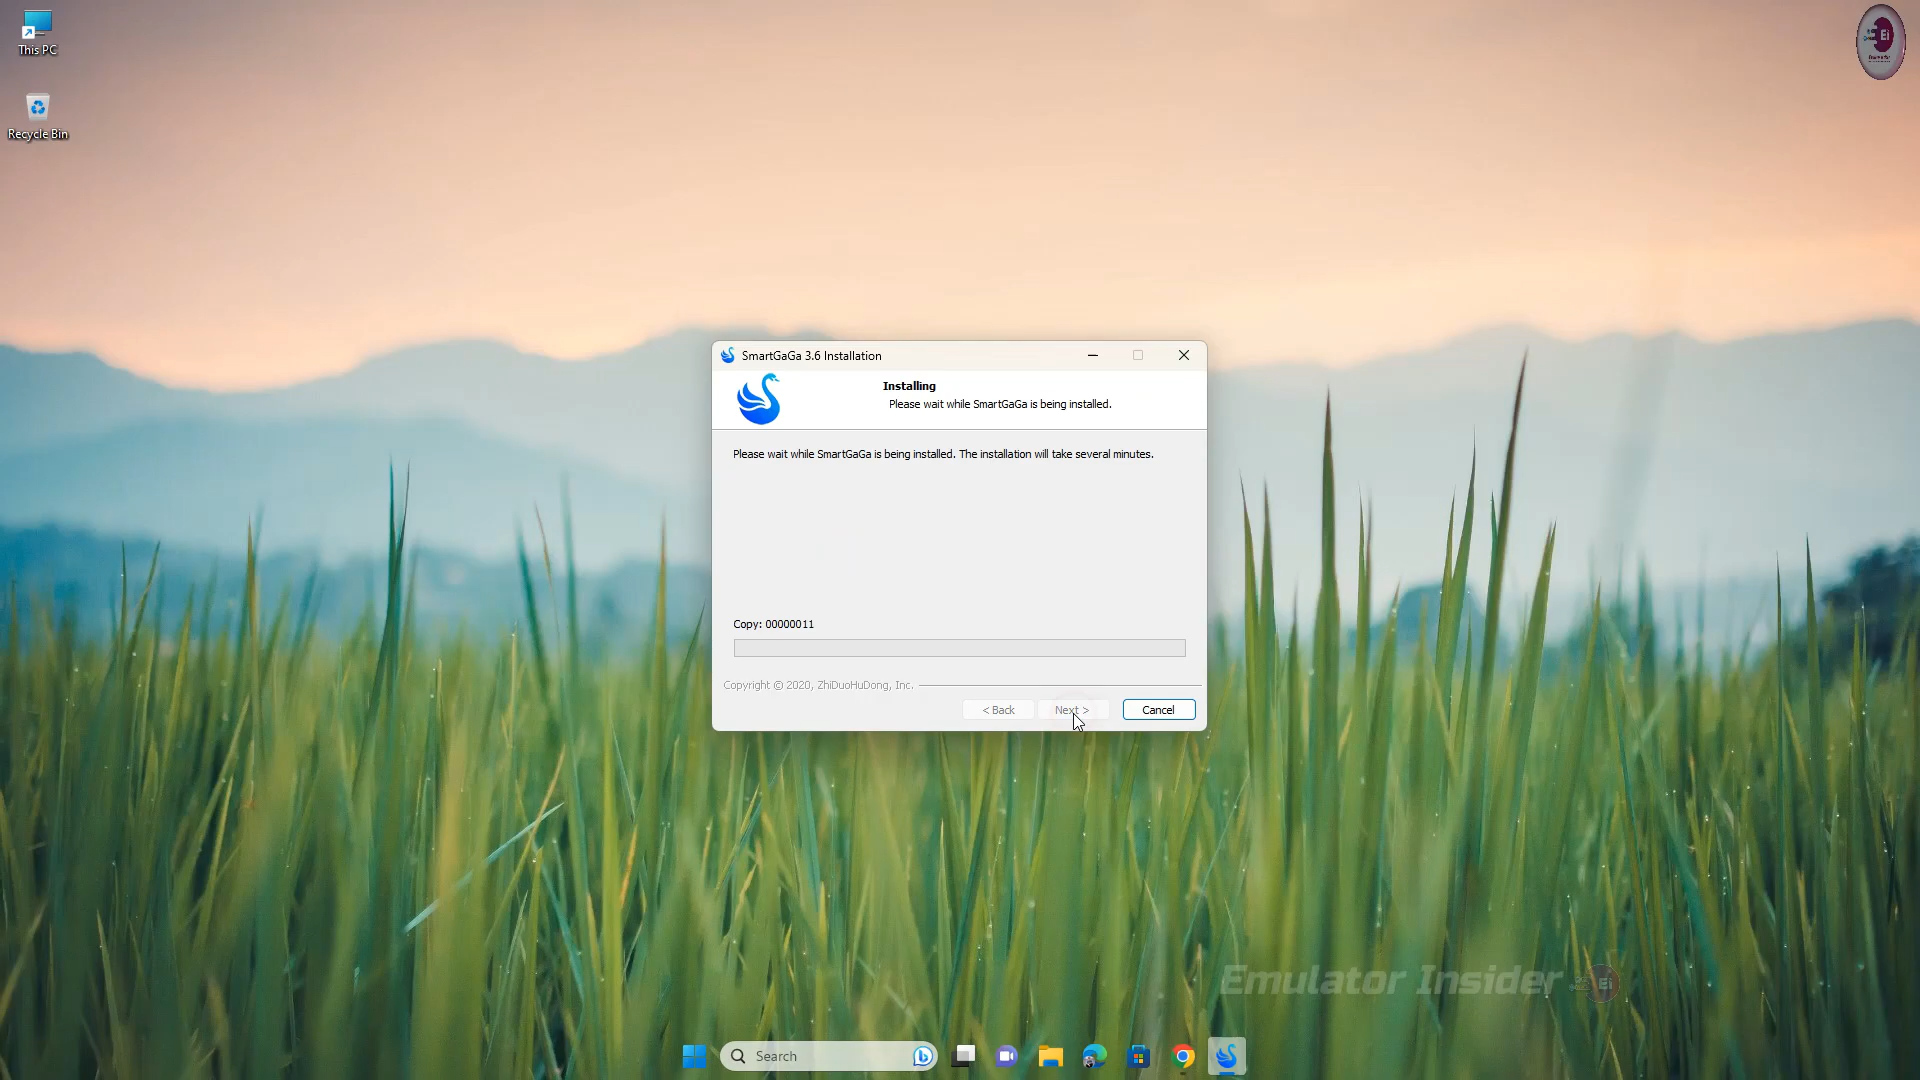 This PC
Recycle Bin
SmartGaGa 3.6 Installation
Installing
Please wait while SmartGaGa is being installed.
Please wait while SmartGaGa is being installed. The installation will take several minutes.
Copy: 00000011
Copyright © 2020, ZhiDuoHuDong, Inc.
< Back
Next >
Cancel
Emulator Insider
Ei
Search